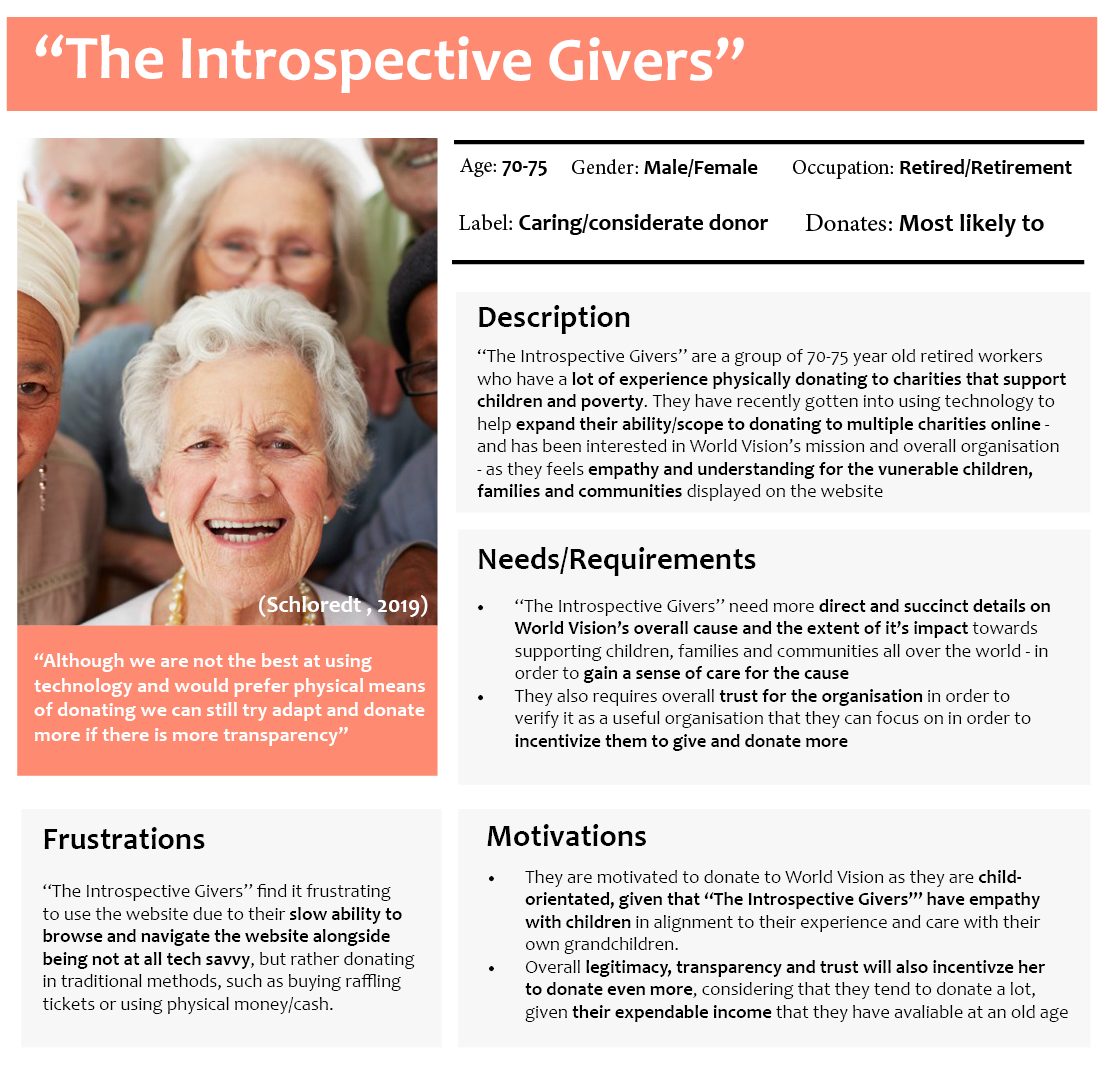 “The Introspective Givers”
Age: 70-75 Gender: Male/Female Occupation: Retired/Retirement
Label: Caring/considerate donor Donates: Most likely to
Description
“The Introspective Givers” are a group of 70-75 year old retired workers
who have a lot of experience physically donating to charities that support
children and poverty. They have recently gotten into using technology to
help expand their ability/scope to donating to multiple charities online -
and has been interested in World Vision’s mission and overall organisation
- as they feels empathy and understanding for the vunerable children,
families and communities displayed on the website
(Schloredt , 2019)
“Although we are not the best at using
technology and would prefer physical means
of donating we can still try adapt and donate
more if there is more transparency”
Needs/Requirements
• “The Introspective Givers” need more direct and succinct details on
World Vision’s overall cause and the extent of it’s impact towards
supporting children, families and communities all over the world - in
order to gain a sense of care for the cause
• They also requires overall trust for the organisation in order to
verify it as a useful organisation that they can focus on in order to
incentivize them to give and donate more
Frustrations
“The Introspective Givers” find it frustrating
to use the website due to their slow ability to
browse and navigate the website alongside
being not at all tech savvy, but rather donating
in traditional methods, such as buying raffling
tickets or using physical money/cash.
Motivations
• They are motivated to donate to World Vision as they are child-
orientated, given that “The Introspective Givers”’ have empathy
with children in alignment to their experience and care with their
own grandchildren.
• Overall legitimacy, transparency and trust will also incentivze her
to donate even more, considering that they tend to donate a lot,
given their expendable income that they have avaliable at an old age